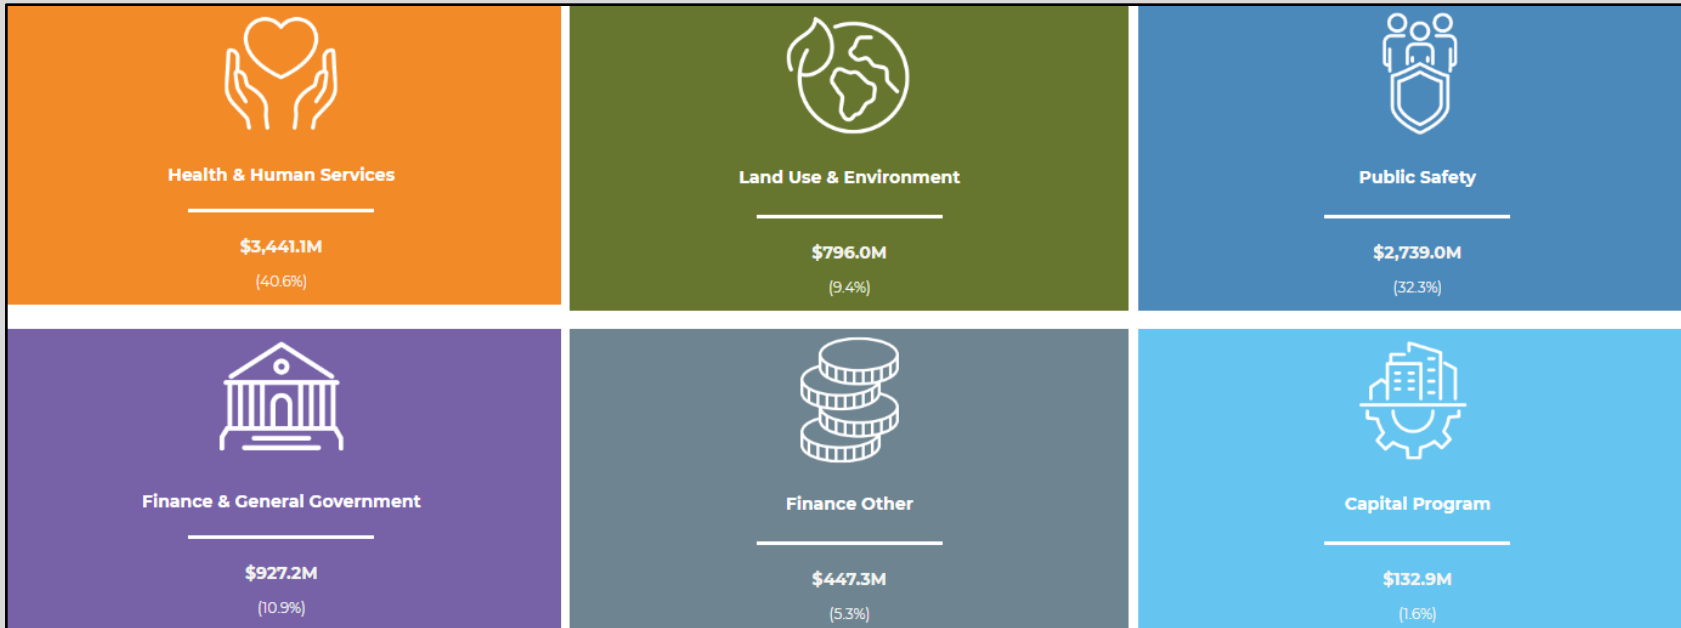 Health & Human Services
$3,441.1M
(40.6%)
Land Use & Environment
$796.0M
(9.4%)
Public Safety
$2,739.0M
(32.3%)
Finance & General Government
$927.2M
(10.9%)
Finance Other
$447.3M
(5.3%)
Capital Program
$132.9M
(1.6%)